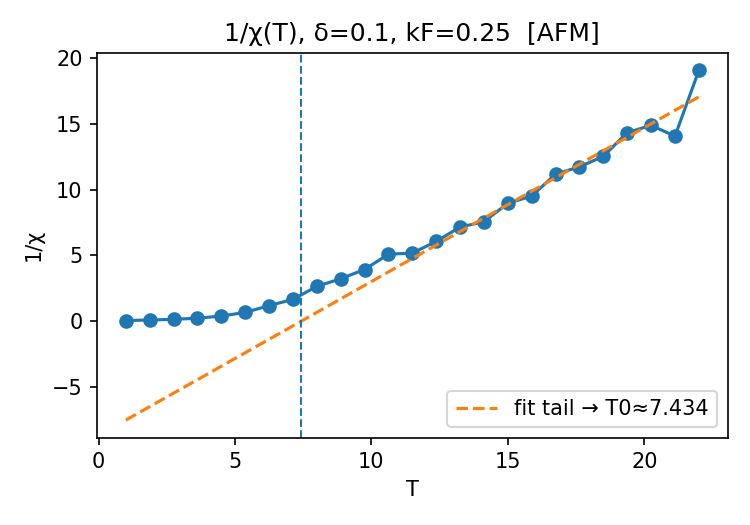 1/χ(T), δ=0.1, kF=0.25  [AFM]
20
15
10
5
0
−5
1/χ
fit tail → T0≈7.434
0 5 10 15 20
T